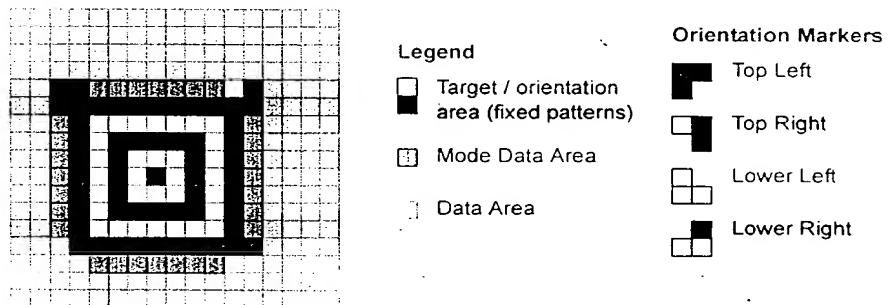 Legend
Target / orientation
area (fixed patterns)
Mode Data Area
Data Area
Orientation Markers
Top Left
Top Right
Lower Left
Lower Right